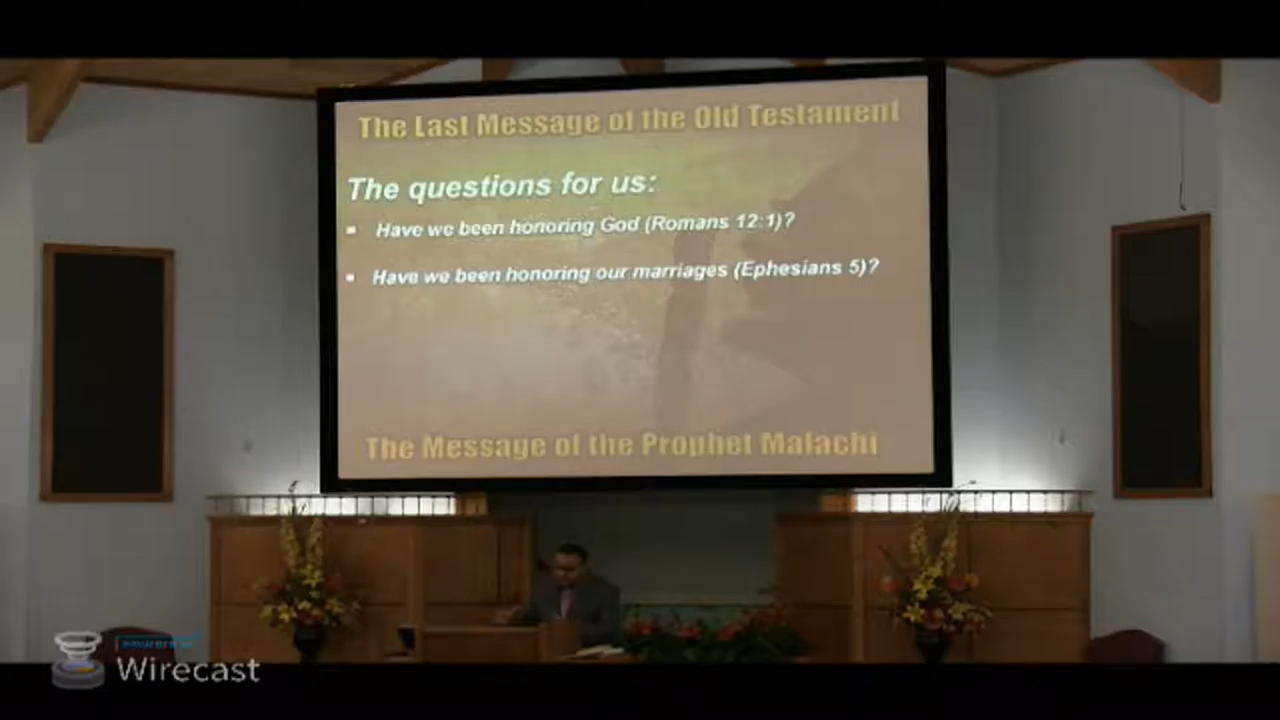 The Last Message of the Old Testament
The questions for us:
Have we been honoring God (Romans 12:1)?
Have we been honoring our marriages (Ephesians 5)?
The Message of the Prophet Malachi
Wirecast